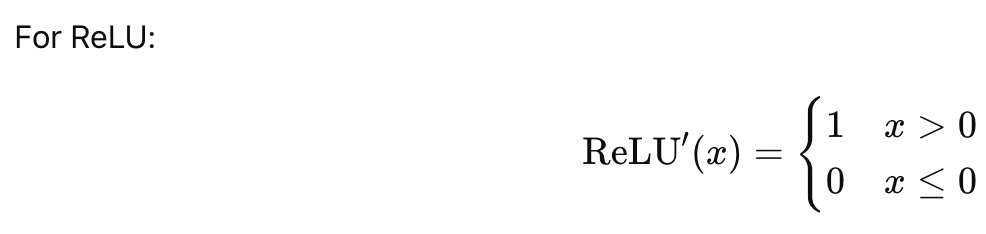 For ReLU:
ReLU′(x) = { 1 x > 0
0 x ≤ 0